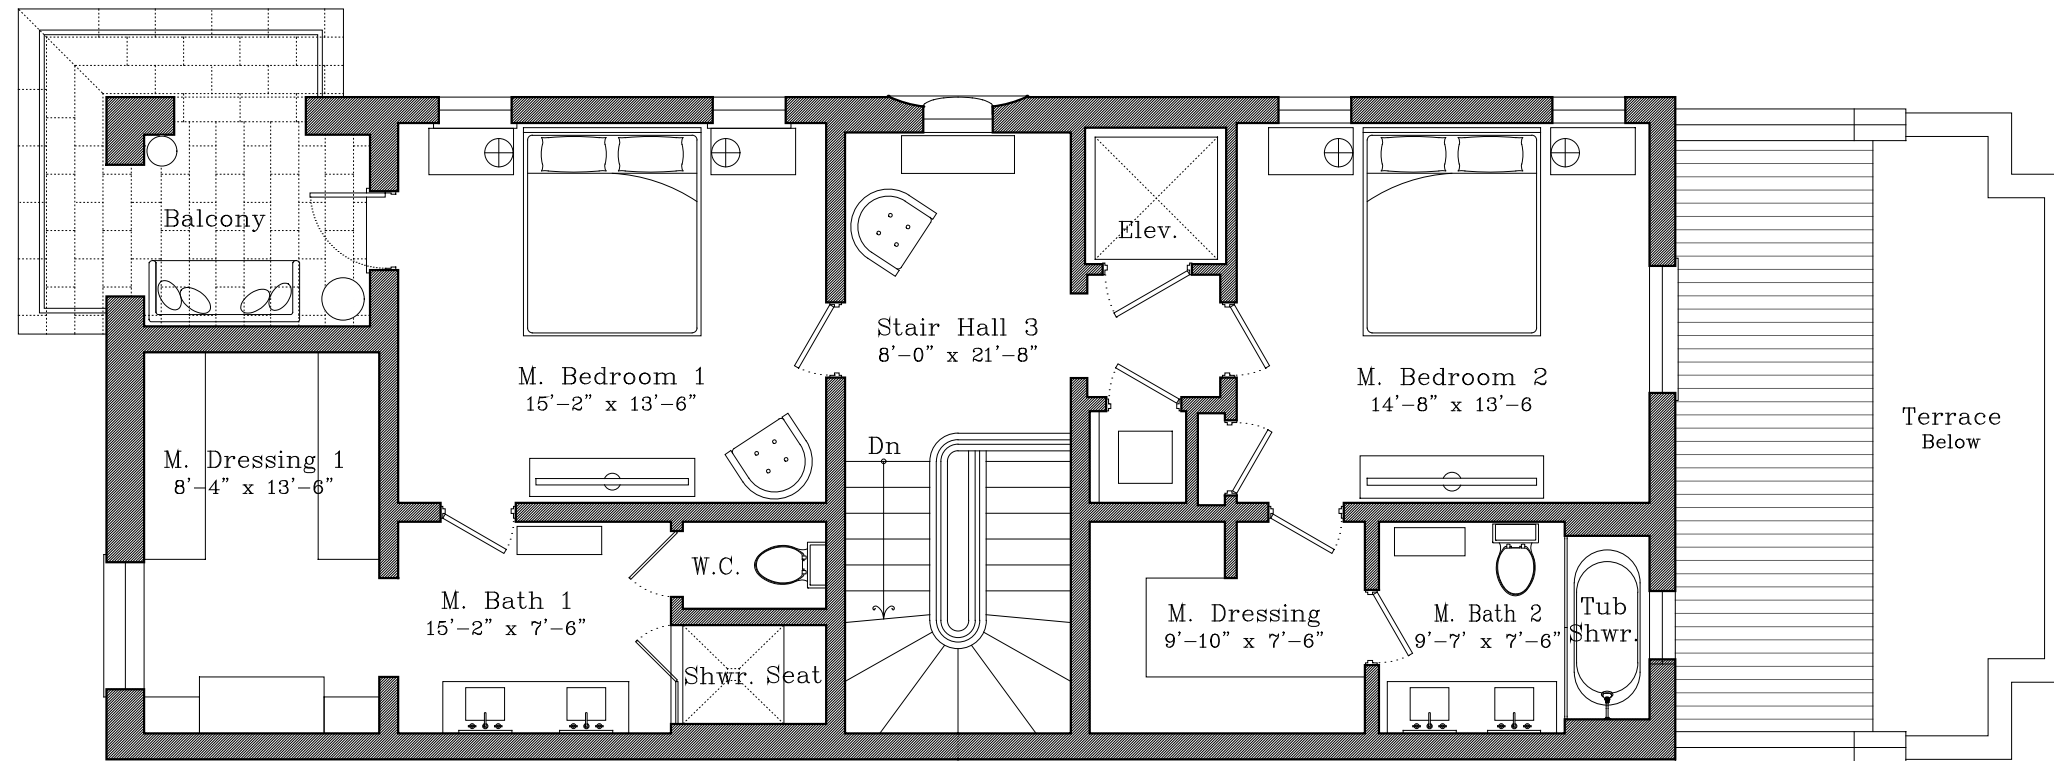 Balcony
Elev.
Stair Hall 3
8'-0" x 21'-8"
M. Bedroom 1
15'-2" x 13'-6"
M. Bedroom 2
14'-8" x 13'-6
Terrace
Below
M. Dressing 1
8'-4" x 13'-6"
Dn
W.C.
M. Bath 1
15'-2" x 7'-6"
Shwr. Seat
M. Dressing
9'-10" x 7'-6"
M. Bath 2
9'-7' x 7'-6"
Tub
Shwr.